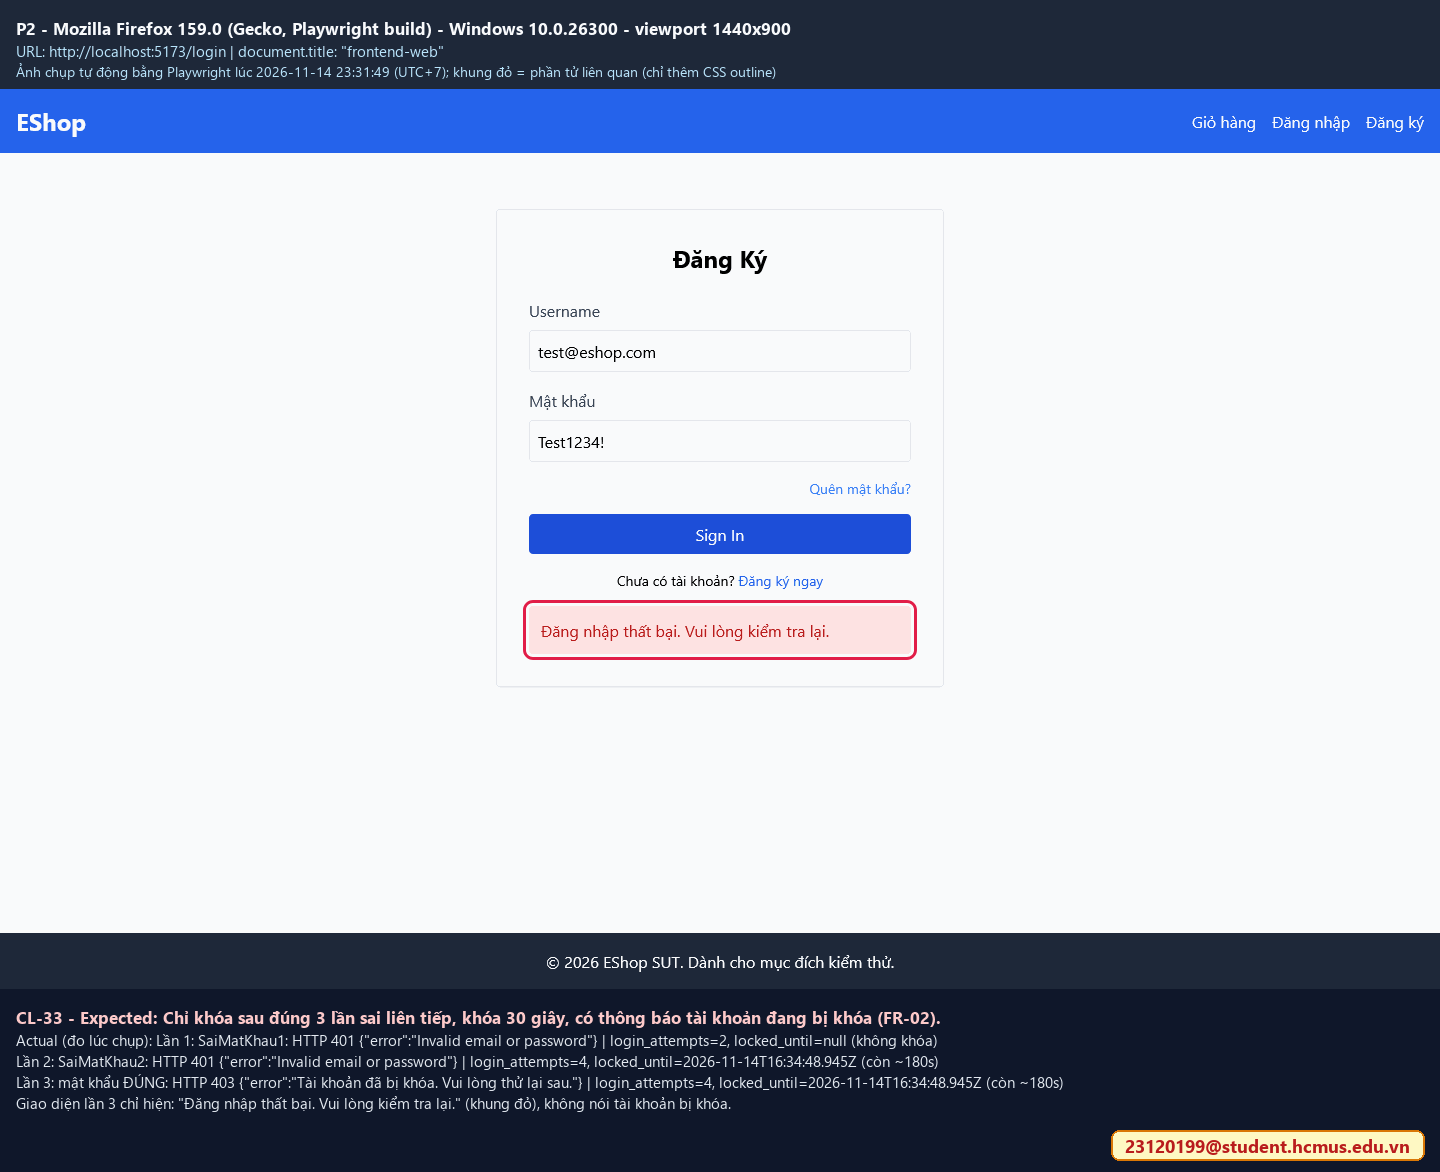 P2 - Mozilla Firefox 159.0 (Gecko, Playwright build) - Windows 10.0.26300 - viewport 1440x900
URL: http://localhost:5173/login | document.title: "frontend-web"
Ảnh chụp tự động bằng Playwright lúc 2026-11-14 23:31:49 (UTC+7); khung đỏ = phần tử liên quan (chỉ thêm CSS outline)
EShop
Giỏ hàng Đăng nhập Đăng ký
Đăng Ký
Username
test@eshop.com
Mật khẩu
Test1234!
Quên mật khẩu?
Sign In
Chưa có tài khoản? Đăng ký ngay
Đăng nhập thất bại. Vui lòng kiểm tra lại.
© 2026 EShop SUT. Dành cho mục đích kiểm thử.
CL-33 - Expected: Chỉ khóa sau đúng 3 lần sai liên tiếp, khóa 30 giây, có thông báo tài khoản đang bị khóa (FR-02).
Actual (đo lúc chụp): Lần 1: SaiMatKhau1: HTTP 401 {"error":"Invalid email or password"} | login_attempts=2, locked_until=null (không khóa)
Lần 2: SaiMatKhau2: HTTP 401 {"error":"Invalid email or password"} | login_attempts=4, locked_until=2026-11-14T16:34:48.945Z (còn ~180s)
Lần 3: mật khẩu ĐÚNG: HTTP 403 {"error":"Tài khoản đã bị khóa. Vui lòng thử lại sau."} | login_attempts=4, locked_until=2026-11-14T16:34:48.945Z (còn ~180s)
Giao diện lần 3 chỉ hiện: "Đăng nhập thất bại. Vui lòng kiểm tra lại." (khung đỏ), không nói tài khoản bị khóa.
23120199@student.hcmus.edu.vn